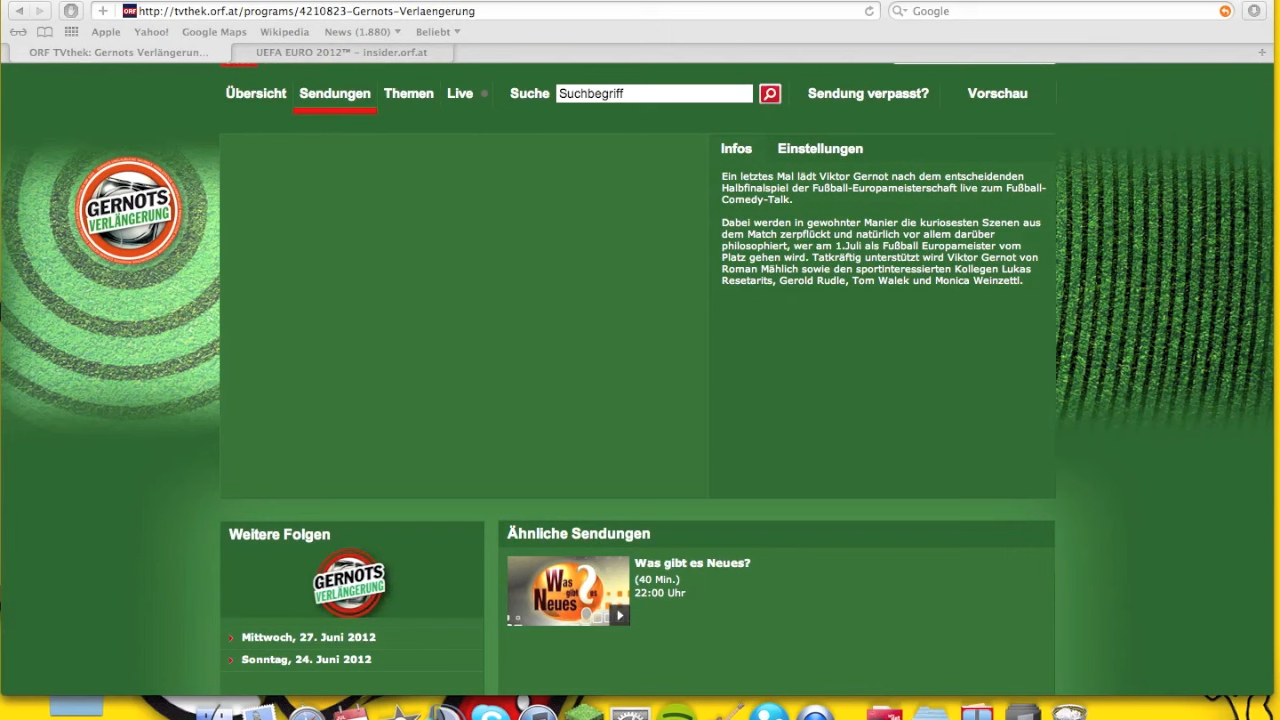 http://tvthek.orf.at/programs/4210823-Gernots-Verlaengerung
Google
Apple Yahoo! Google Maps Wikipedia News (1.880) Beliebt
ORF TVthek: Gernots Verlängerun...
UEFA EURO 2012™ – insider.orf.at
Übersicht Sendungen Themen Live Suche Suchbegriff Sendung verpasst? Vorschau
GERNOTS
VERLÄNGERUNG
Infos Einstellungen
Ein letztes Mal lädt Viktor Gernot nach dem entscheidenden
Halbfinalspiel der Fußball-Europameisterschaft live zum Fußball-
Comedy-Talk.
Dabei werden in gewohnter Manier die kuriosesten Szenen aus
dem Match zerpflückt und natürlich vor allem darüber
philosophiert, wer am 1.Juli als Fußball Europameister vom
Platz gehen wird. Tatkräftig unterstützt wird Viktor Gernot von
Roman Mählich sowie den sportinteressierten Kollegen Lukas
Resetarits, Gerold Rudle, Tom Walek und Monica Weinzettl.
Weitere Folgen
GERNOTS
VERLÄNGERUNG
Mittwoch, 27. Juni 2012
Sonntag, 24. Juni 2012
Ähnliche Sendungen
Was
gibt es
Neues?
Was gibt es Neues?
(40 Min.)
22:00 Uhr